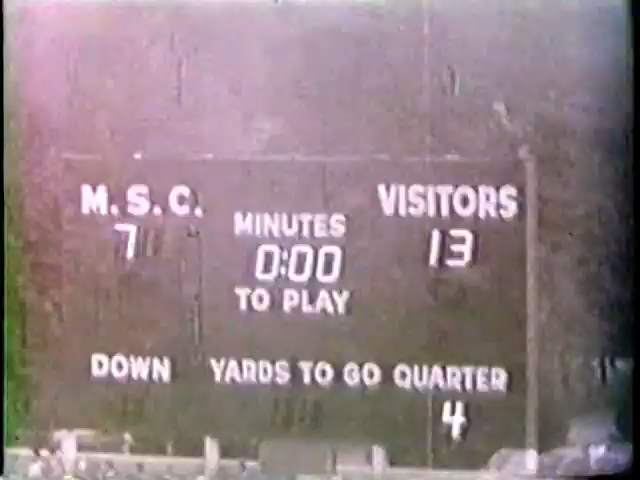 M.S.C. VISITORS
7 MINUTES 13
0:00
TO PLAY
DOWN YARDS TO GO QUARTER
4